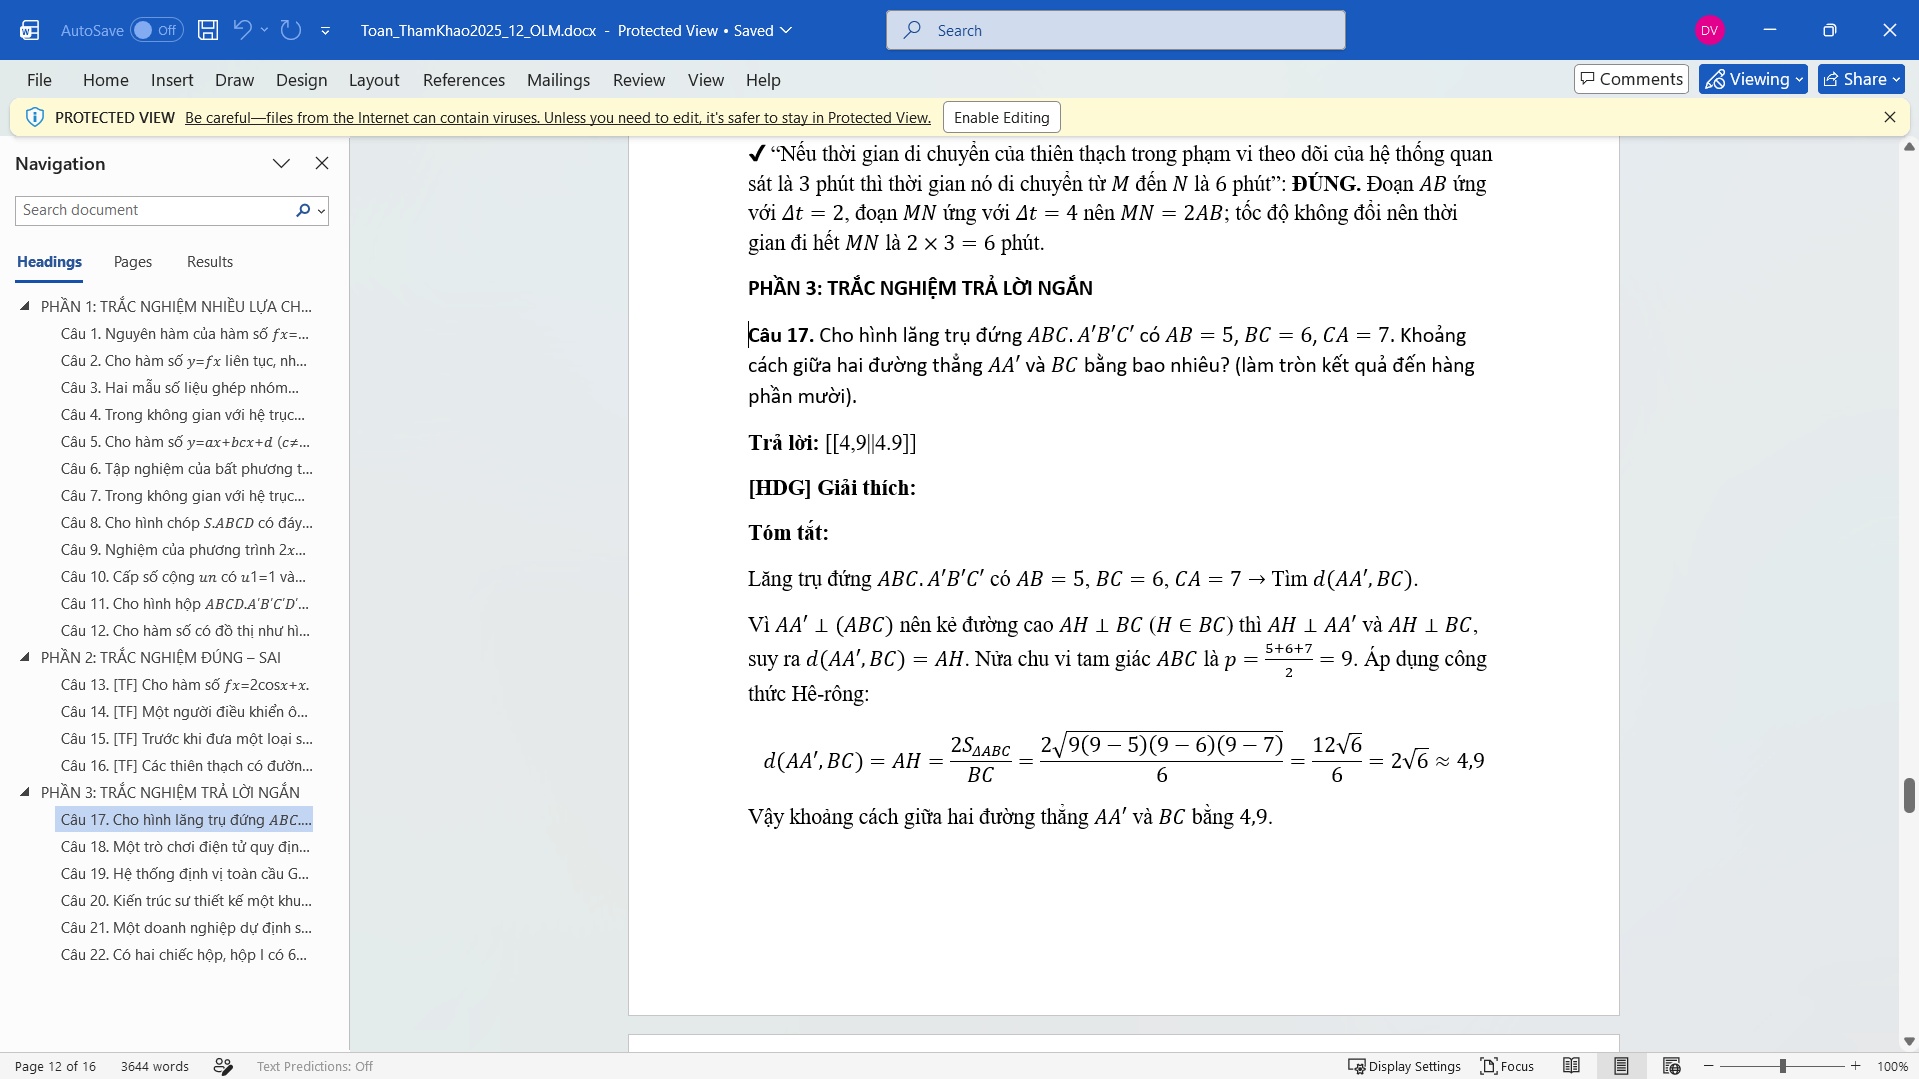 AutoSave Off Toan_ThamKhao2025_12_OLM.docx - Protected View • Saved Search DV
File Home Insert Draw Design Layout References Mailings Review View Help Comments Viewing Share
PROTECTED VIEW Be careful—files from the Internet can contain viruses. Unless you need to edit, it's safer to stay in Protected View. Enable Editing
Navigation
Search document
Headings Pages Results
PHẦN 1: TRẮC NGHIỆM NHIỀU LỰA CH...
Câu 1. Nguyên hàm của hàm số fx=...
Câu 2. Cho hàm số y=fx liên tục, nh...
Câu 3. Hai mẫu số liệu ghép nhóm...
Câu 4. Trong không gian với hệ trục...
Câu 5. Cho hàm số y=ax+bcx+d (c≠...
Câu 6. Tập nghiệm của bất phương t...
Câu 7. Trong không gian với hệ trục...
Câu 8. Cho hình chóp S.ABCD có đáy...
Câu 9. Nghiệm của phương trình 2x...
Câu 10. Cấp số cộng un có u1=1 và...
Câu 11. Cho hình hộp ABCD.A'B'C'D'...
Câu 12. Cho hàm số có đồ thị như hì...
PHẦN 2: TRẮC NGHIỆM ĐÚNG – SAI
Câu 13. [TF] Cho hàm số fx=2cosx+x.
Câu 14. [TF] Một người điều khiển ô...
Câu 15. [TF] Trước khi đưa một loại s...
Câu 16. [TF] Các thiên thạch có đườn...
PHẦN 3: TRẮC NGHIỆM TRẢ LỜI NGẮN
Câu 17. Cho hình lăng trụ đứng ABC....
Câu 18. Một trò chơi điện tử quy địn...
Câu 19. Hệ thống định vị toàn cầu G...
Câu 20. Kiến trúc sư thiết kế một khu...
Câu 21. Một doanh nghiệp dự định s...
Câu 22. Có hai chiếc hộp, hộp I có 6...
✔ “Nếu thời gian di chuyển của thiên thạch trong phạm vi theo dõi của hệ thống quan
sát là 3 phút thì thời gian nó di chuyển từ M đến N là 6 phút”: ĐÚNG. Đoạn AB ứng
với Δt = 2, đoạn MN ứng với Δt = 4 nên MN = 2AB; tốc độ không đổi nên thời
gian đi hết MN là 2 × 3 = 6 phút.
PHẦN 3: TRẮC NGHIỆM TRẢ LỜI NGẮN
Câu 17. Cho hình lăng trụ đứng ABC.A′B′C′ có AB = 5, BC = 6, CA = 7. Khoảng
cách giữa hai đường thẳng AA′ và BC bằng bao nhiêu? (làm tròn kết quả đến hàng
phần mười).
Trả lời: [[4,9||4.9]]
[HDG] Giải thích:
Tóm tắt:
Lăng trụ đứng ABC.A′B′C′ có AB = 5, BC = 6, CA = 7 → Tìm d(AA′, BC).
Vì AA′ ⊥ (ABC) nên kẻ đường cao AH ⊥ BC (H ∈ BC) thì AH ⊥ AA′ và AH ⊥ BC,
suy ra d(AA′, BC) = AH. Nửa chu vi tam giác ABC là p = (5+6+7)/2 = 9. Áp dụng công
thức Hê-rông:
d(AA′, BC) = AH = 2S_ΔABC/BC = 2√(9(9 − 5)(9 − 6)(9 − 7))/6 = 12√6/6 = 2√6 ≈ 4,9
Vậy khoảng cách giữa hai đường thẳng AA′ và BC bằng 4,9.
Page 12 of 16 3644 words Text Predictions: Off Display Settings Focus 100%